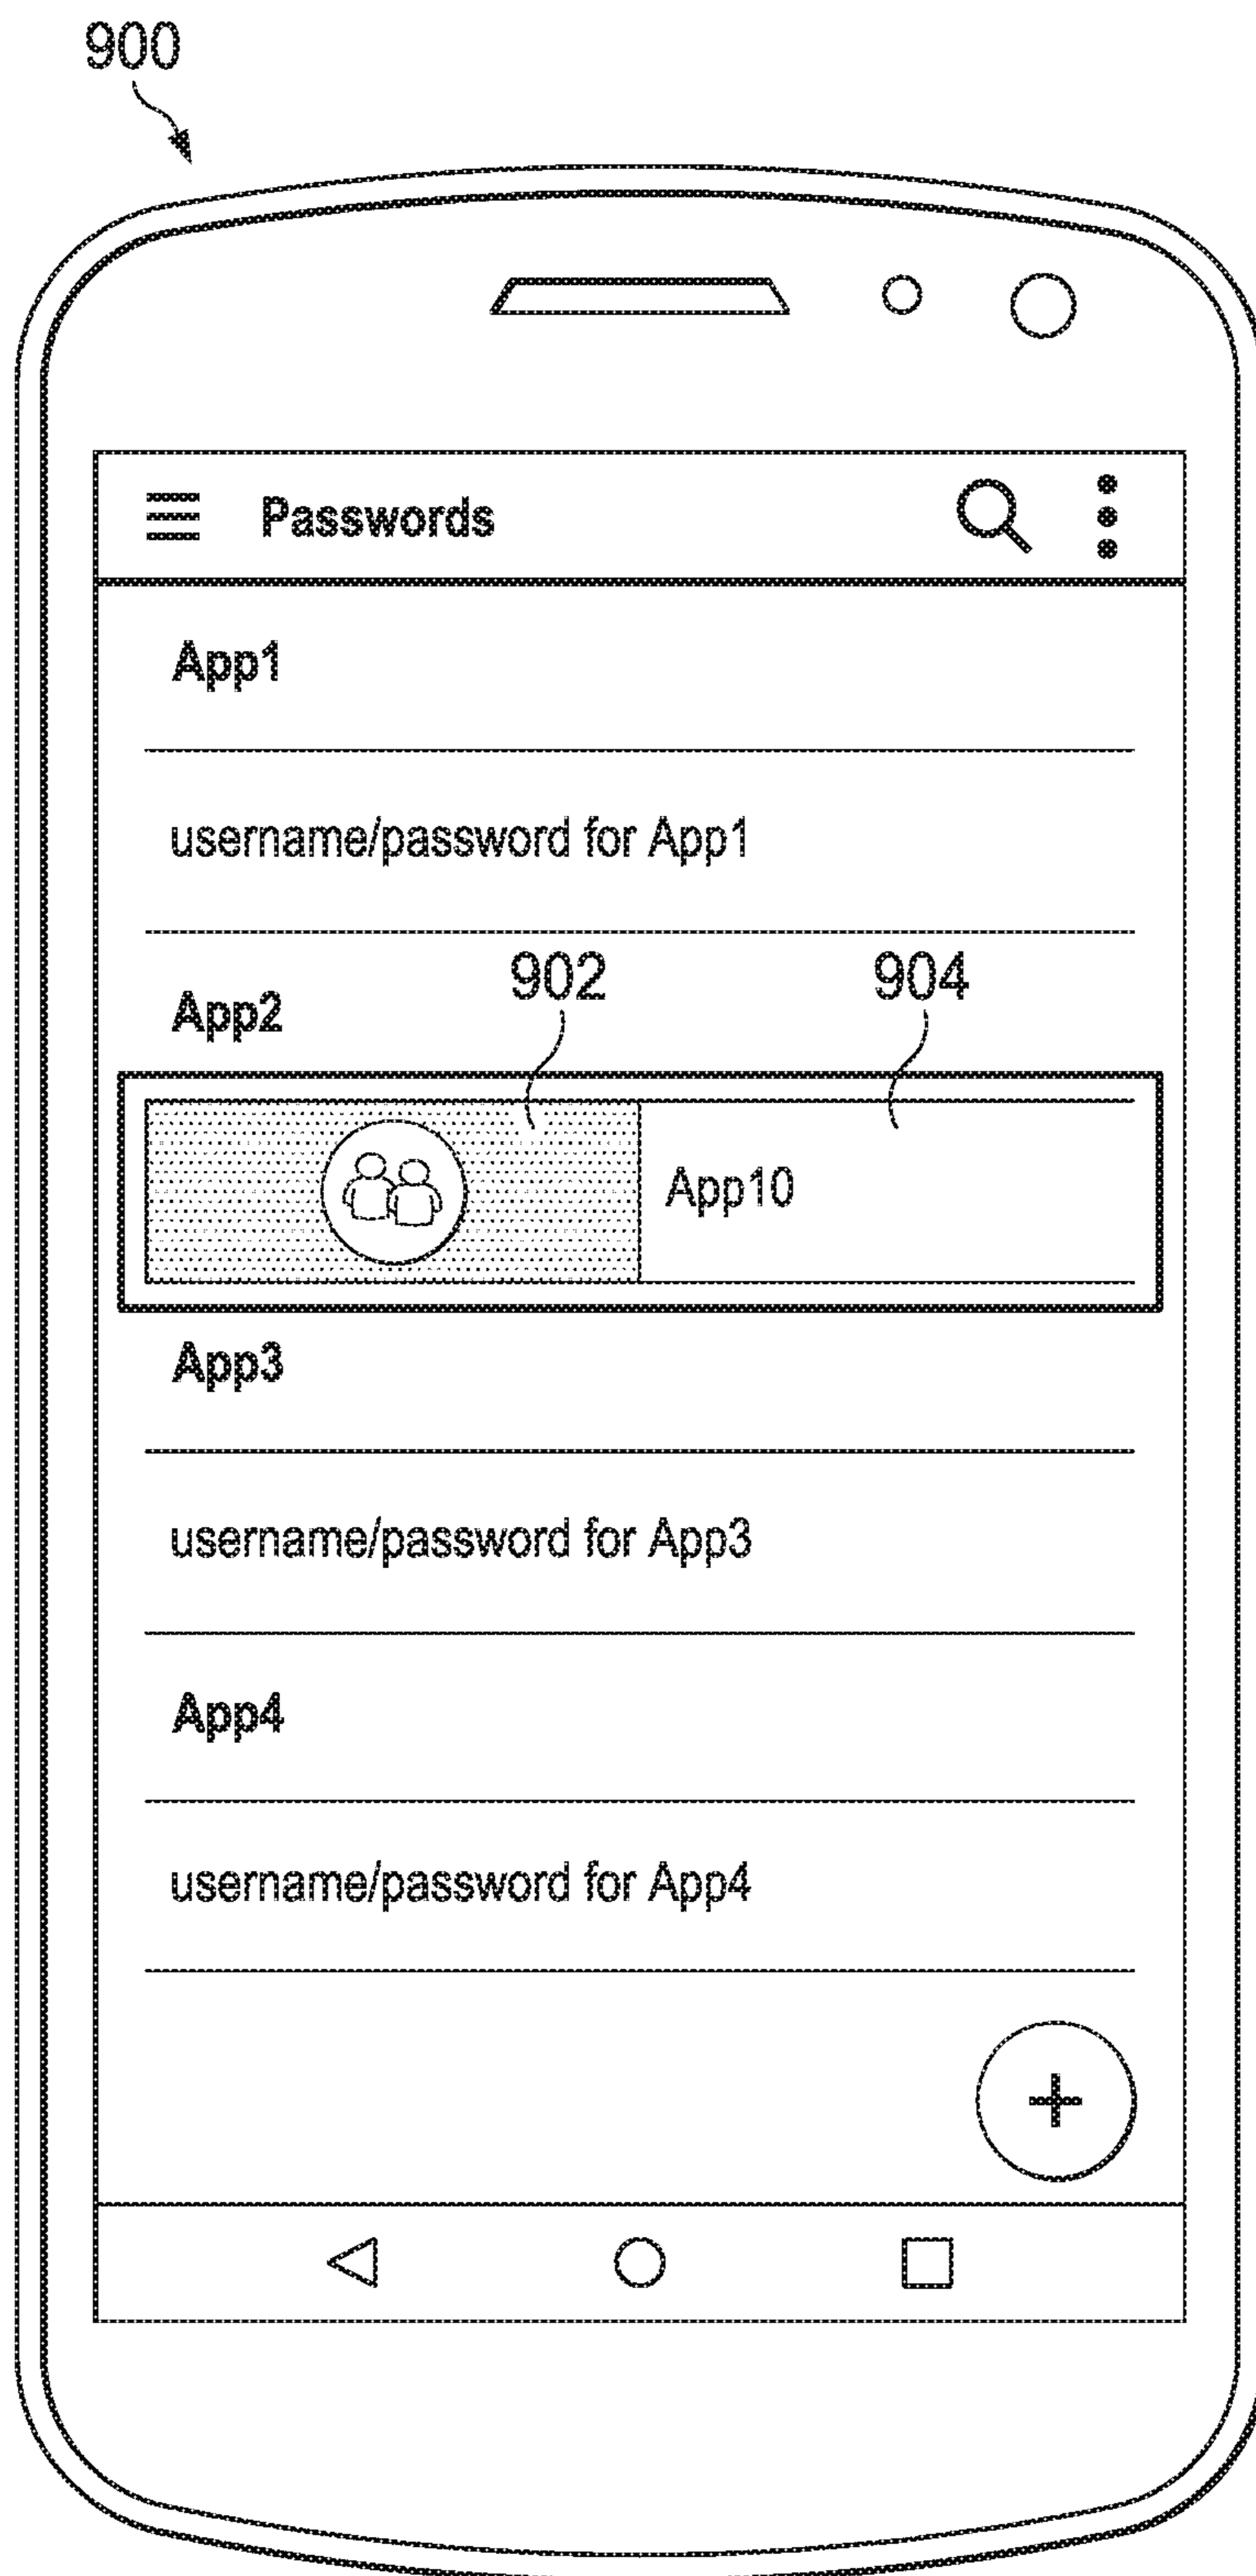 900
Passwords
App1
username/password for App1
902
904
App2
App10
App3
username/password for App3
App4
username/password for App4